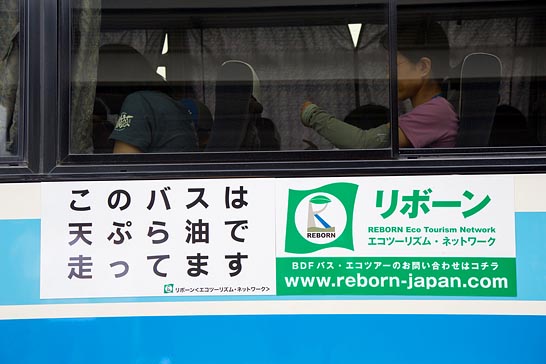 このバスは
天ぷら油で
走ってます
リボーン<エコツーリズム・ネットワーク>
REBORN
リボーン
REBORN Eco Tourism Network
エコツーリズム・ネットワーク
BDFバス・エコツアーのお問い合わせはコチラ
www.reborn-japan.com